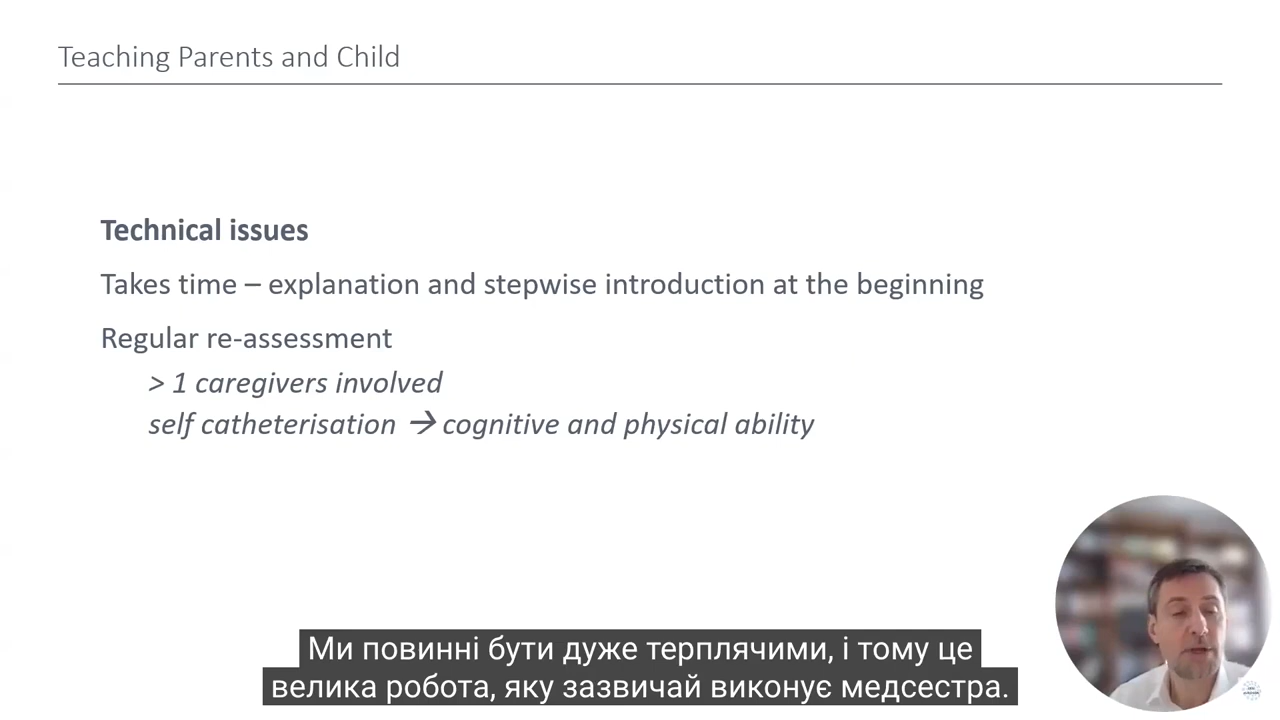 Teaching Parents and Child
Technical issues
Takes time – explanation and stepwise introduction at the beginning
Regular re-assessment
> 1 caregivers involved
self catheterisation → cognitive and physical ability
Ми повинні бути дуже терплячими, і тому це
велика робота, яку зазвичай виконує медсестра.